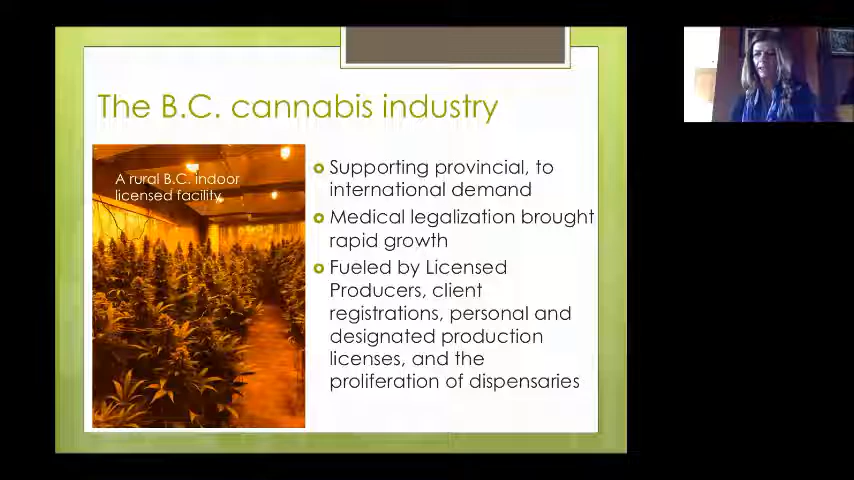 The B.C. cannabis industry
A rural B.C. indoor
licensed facility
Supporting provincial, to
international demand
Medical legalization brought
rapid growth
Fueled by Licensed
Producers, client
registrations, personal and
designated production
licenses, and the
proliferation of dispensaries